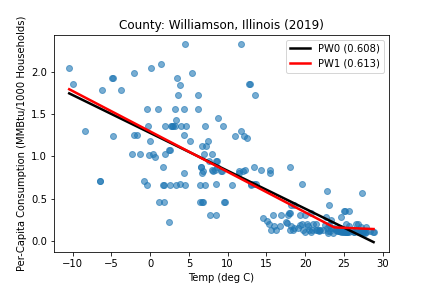 County: Williamson, Illinois (2019)
PW0 (0.608)
PW1 (0.613)
Per-Capita Consumption (MMBtu/1000 Households)
2.0
1.5
1.0
0.5
0.0
−10 −5 0 5 10 15 20 25 30
Temp (deg C)